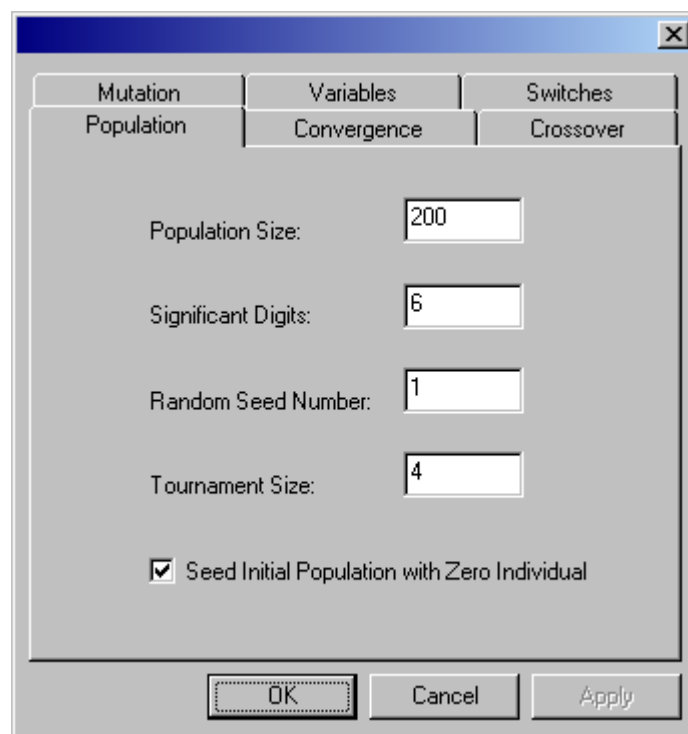 Mutation Variables Switches
Population Convergence Crossover
Population Size: 200
Significant Digits: 6
Random Seed Number: 1
Tournament Size: 4
Seed Initial Population with Zero Individual
OK Cancel Apply